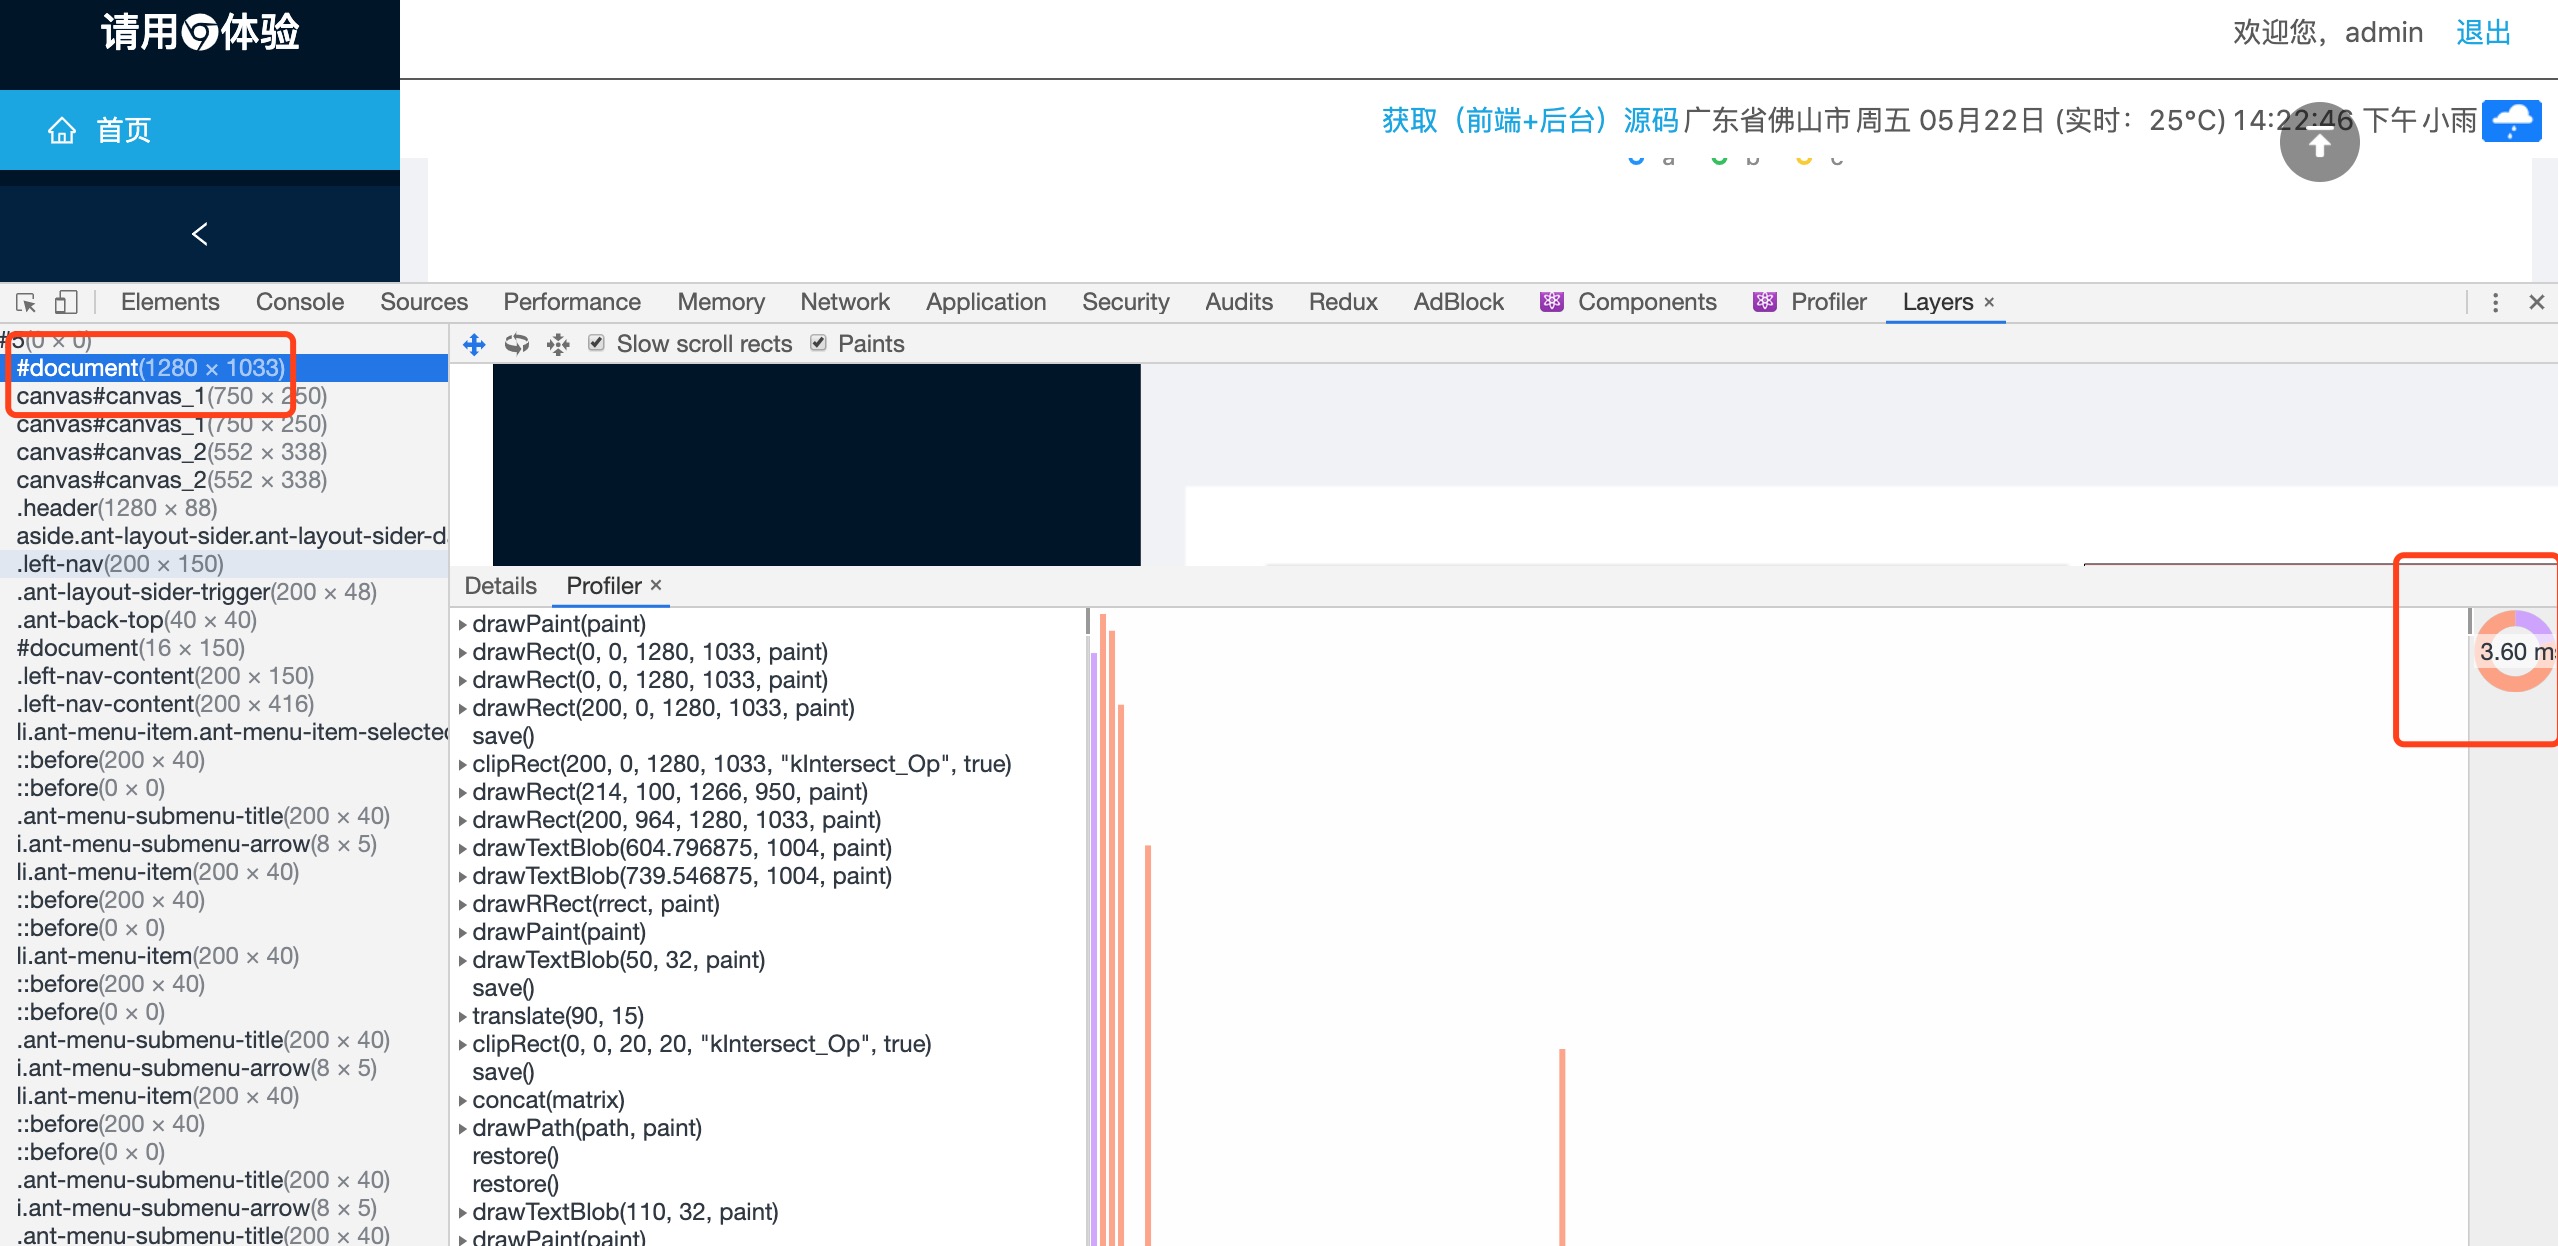 请用体验
欢迎您，admin 退出
首页
获取（前端+后台）源码 广东省佛山市 周五 05月22日 (实时：25°C) 14:22:46 下午 小雨
a b c
<
Elements Console Sources Performance Memory Network Application Security Audits Redux AdBlock Components Profiler Layers ×
#5(0 × 0)
#document(1280 × 1033)
canvas#canvas_1(750 × 250)
canvas#canvas_1(750 × 250)
canvas#canvas_2(552 × 338)
canvas#canvas_2(552 × 338)
.header(1280 × 88)
aside.ant-layout-sider.ant-layout-sider-d
.left-nav(200 × 150)
.ant-layout-sider-trigger(200 × 48)
.ant-back-top(40 × 40)
#document(16 × 150)
.left-nav-content(200 × 150)
.left-nav-content(200 × 416)
li.ant-menu-item.ant-menu-item-selected
::before(200 × 40)
::before(0 × 0)
.ant-menu-submenu-title(200 × 40)
i.ant-menu-submenu-arrow(8 × 5)
li.ant-menu-item(200 × 40)
::before(200 × 40)
::before(0 × 0)
li.ant-menu-item(200 × 40)
::before(200 × 40)
::before(0 × 0)
.ant-menu-submenu-title(200 × 40)
i.ant-menu-submenu-arrow(8 × 5)
li.ant-menu-item(200 × 40)
::before(200 × 40)
::before(0 × 0)
.ant-menu-submenu-title(200 × 40)
i.ant-menu-submenu-arrow(8 × 5)
.ant-menu-submenu-title(200 × 40)
Slow scroll rects Paints
Details Profiler ×
drawPaint(paint)
drawRect(0, 0, 1280, 1033, paint)
drawRect(0, 0, 1280, 1033, paint)
drawRect(200, 0, 1280, 1033, paint)
save()
clipRect(200, 0, 1280, 1033, "kIntersect_Op", true)
drawRect(214, 100, 1266, 950, paint)
drawRect(200, 964, 1280, 1033, paint)
drawTextBlob(604.796875, 1004, paint)
drawTextBlob(739.546875, 1004, paint)
drawRRect(rrect, paint)
drawPaint(paint)
drawTextBlob(50, 32, paint)
save()
translate(90, 15)
clipRect(0, 0, 20, 20, "kIntersect_Op", true)
save()
concat(matrix)
drawPath(path, paint)
restore()
restore()
drawTextBlob(110, 32, paint)
drawPaint(paint)
3.60 ms